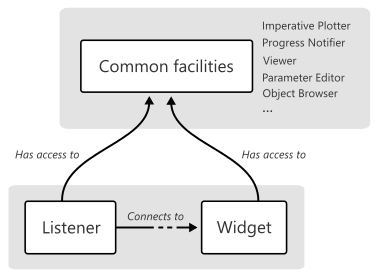 Imperative Plotter
Progress Notifier
Common facilities
Viewer
Parameter Editor
Object Browser
...
Has access to
Has access to
Listener
Connects to
Widget